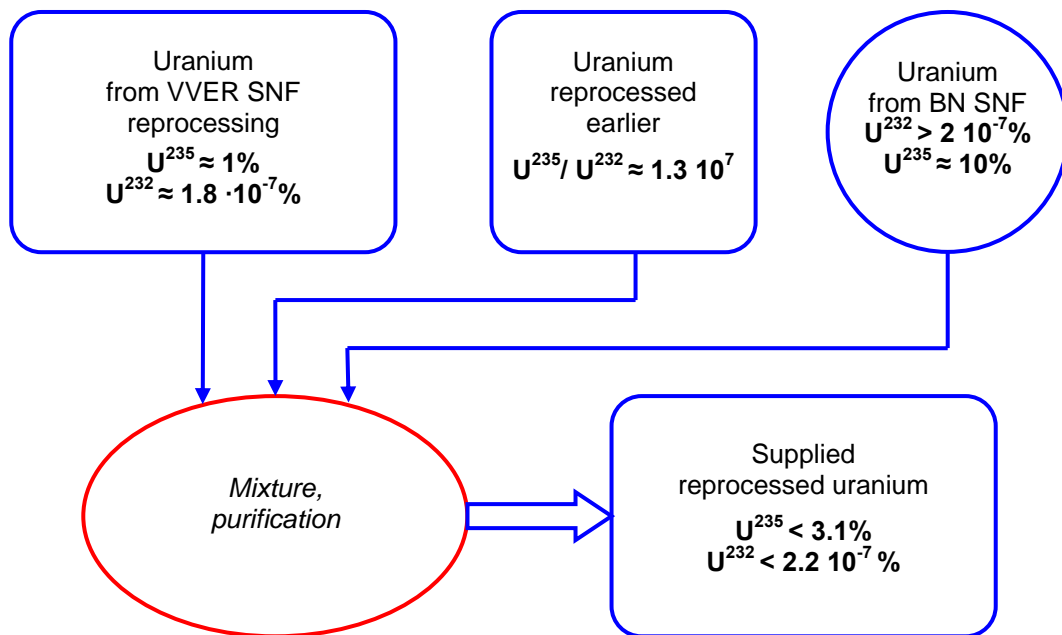 Uranium
from VVER SNF
reprocessing
U²³⁵ ≈ 1%
U²³² ≈ 1.8 ·10⁻⁷%
Uranium
reprocessed
earlier
U²³⁵/ U²³² ≈ 1.3 10⁷
Uranium
from BN SNF
U²³² > 2 10⁻⁷%
U²³⁵ ≈ 10%
Mixture,
purification
Supplied
reprocessed uranium
U²³⁵ < 3.1%
U²³² < 2.2 10⁻⁷ %